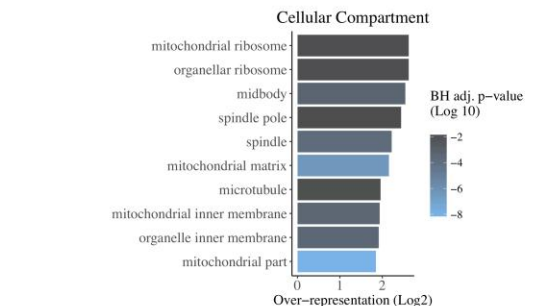 Cellular Compartment
mitochondrial ribosome
organellar ribosome
midbody
spindle pole
spindle
mitochondrial matrix
microtubule
mitochondrial inner membrane
organelle inner membrane
mitochondrial part
0 1 2
Over−representation (Log2)
BH adj. p−value
(Log 10)
−2
−4
−6
−8